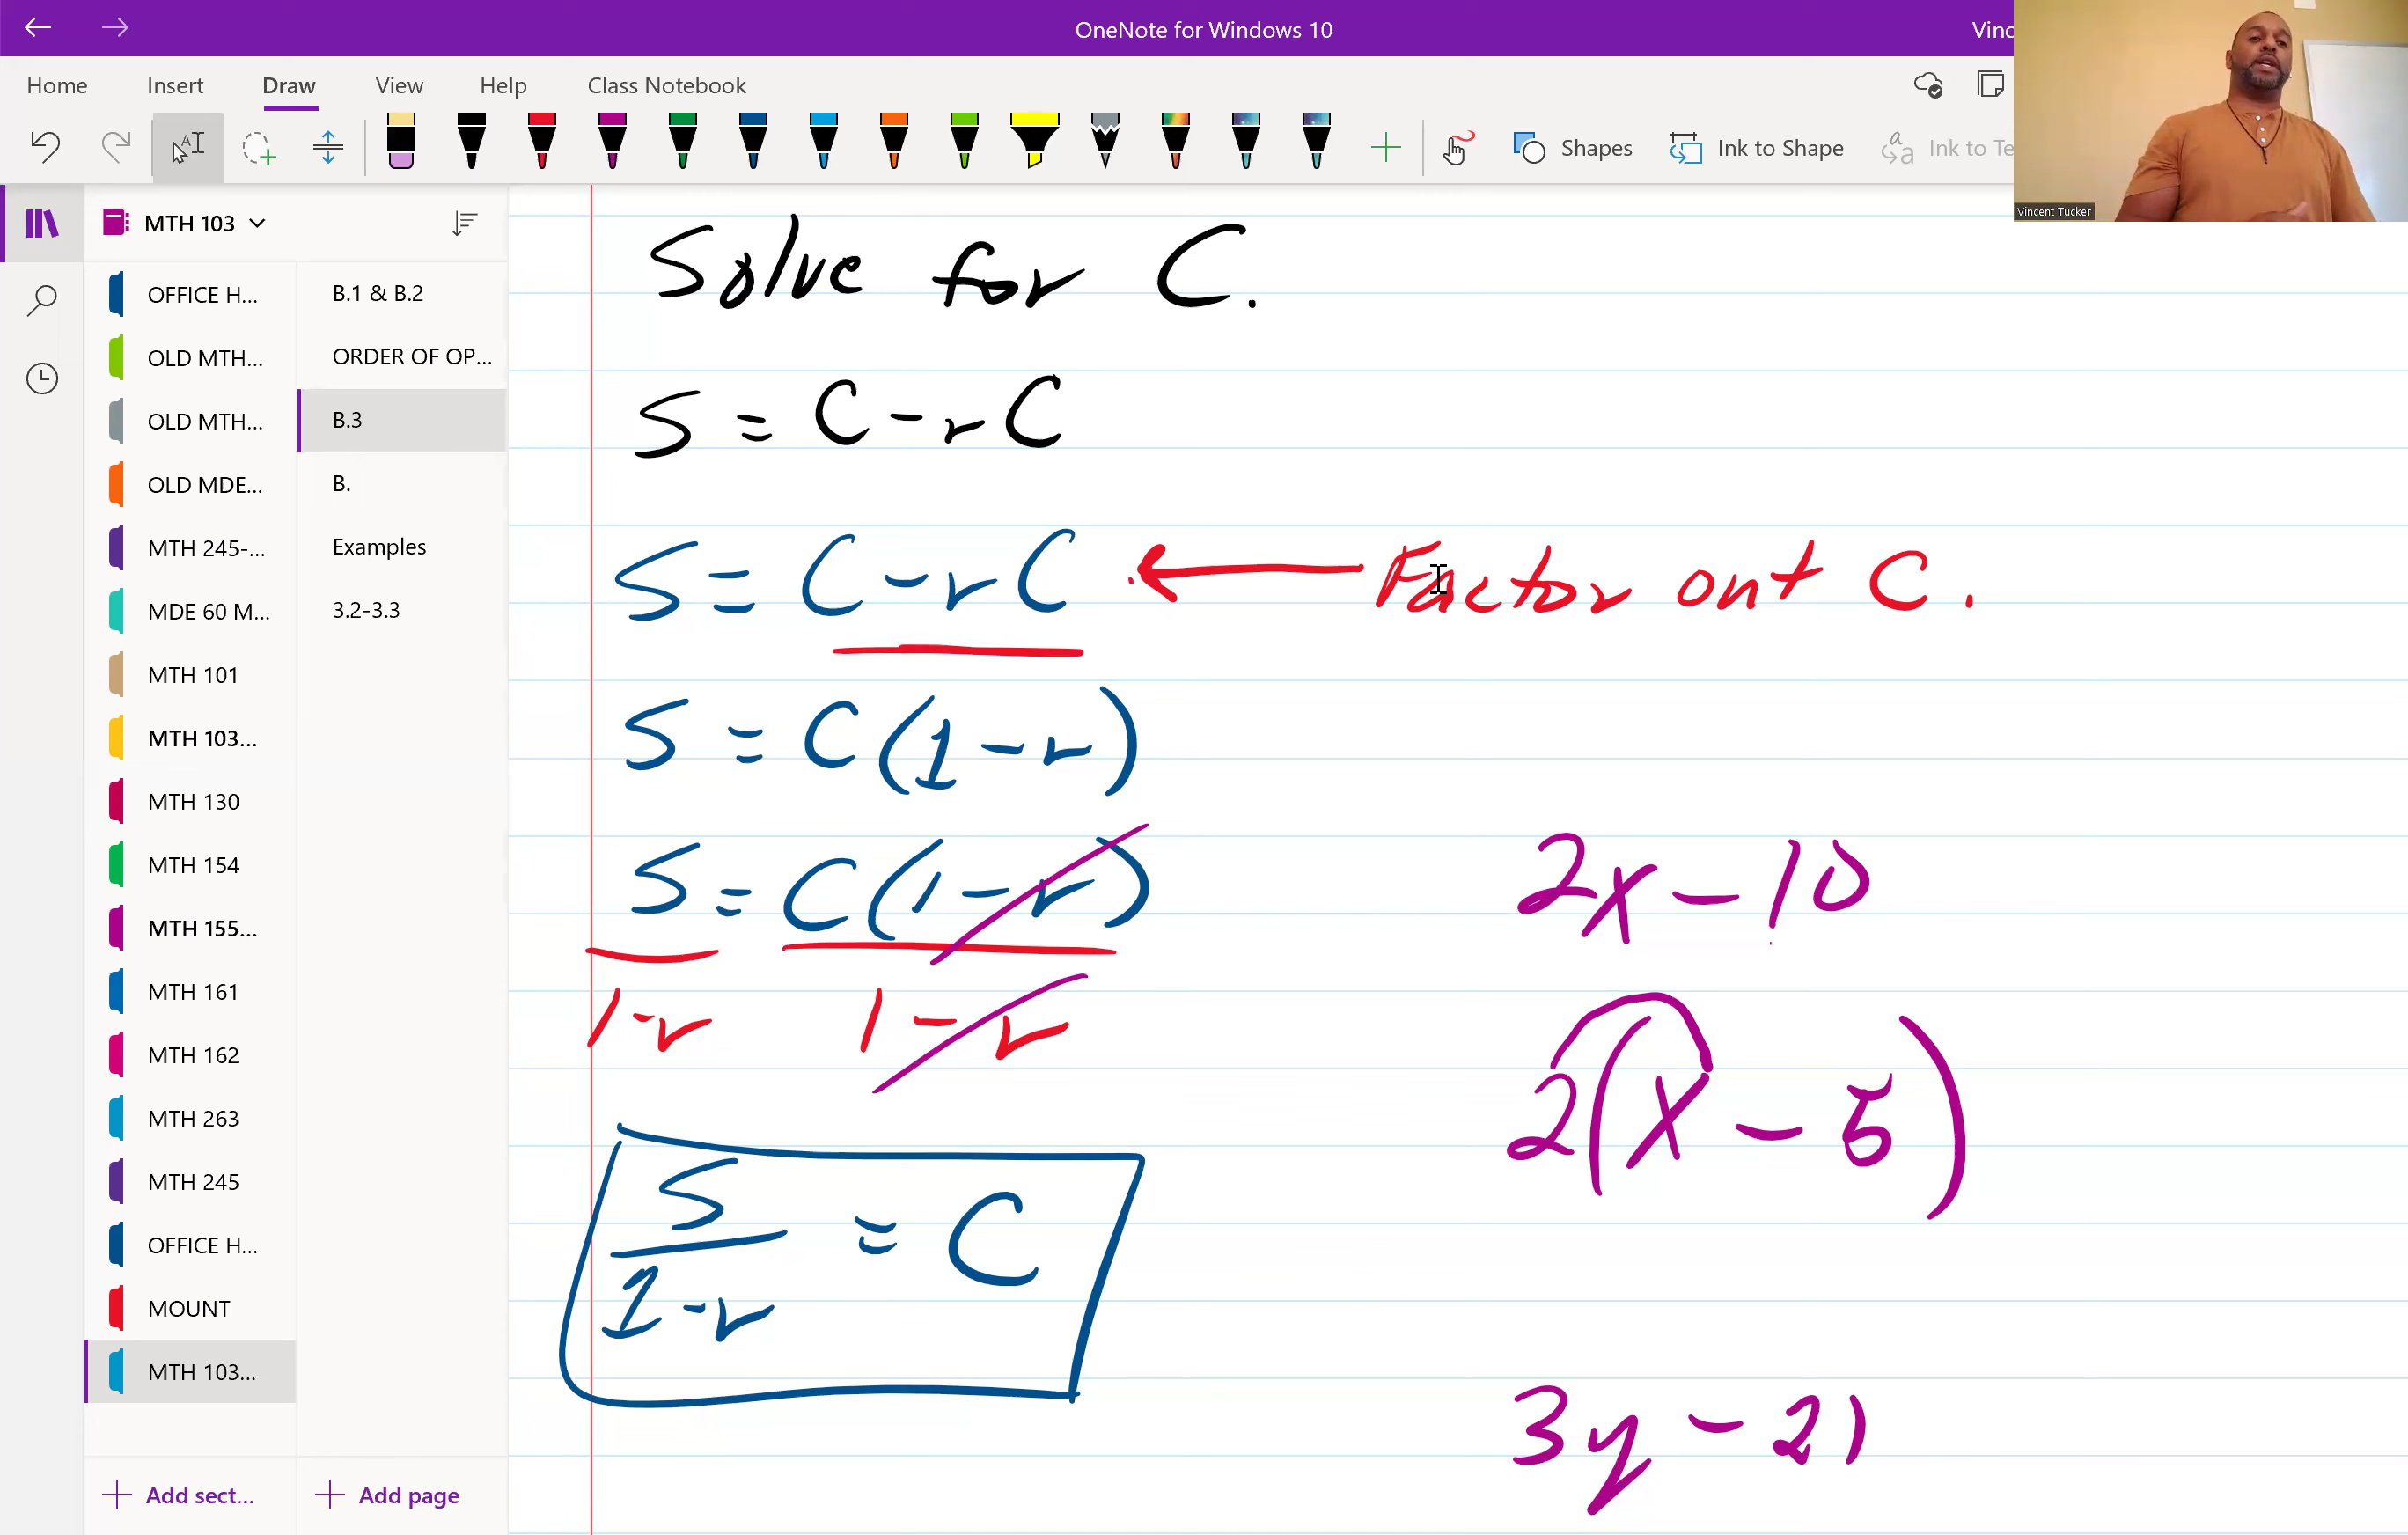 OneNote for Windows 10
Vinc
Home Insert Draw View Help Class Notebook
Shapes Ink to Shape Ink to Te
Vincent Tucker
MTH 103
OFFICE H...
OLD MTH...
OLD MTH...
OLD MDE...
MTH 245-...
MDE 60 M...
MTH 101
MTH 103...
MTH 130
MTH 154
MTH 155...
MTH 161
MTH 162
MTH 263
MTH 245
OFFICE H...
MOUNT
MTH 103...
Add sect...
B.1 & B.2
ORDER OF OP...
B.3
B.
Examples
3.2-3.3
Add page
Solve for C.
S = C - rC
S = C - rC ← Factor out C.
S = C(1 - r)
S = C(1 - r)
1-r 1 - r
S
1-r
= C
2x - 10
2(x - 5)
3y - 21